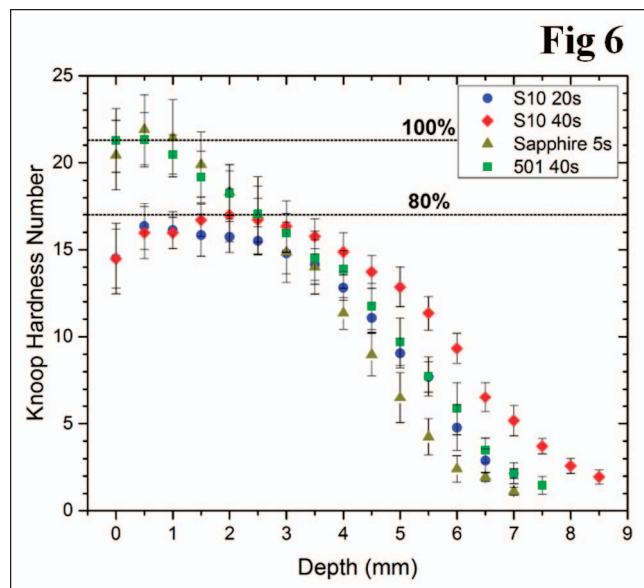 Fig 6
25
20
15
10
5
0
Knoop Hardness Number
100%
80%
S10 20s
S10 40s
Sapphire 5s
501 40s
0 1 2 3 4 5 6 7 8 9
Depth (mm)